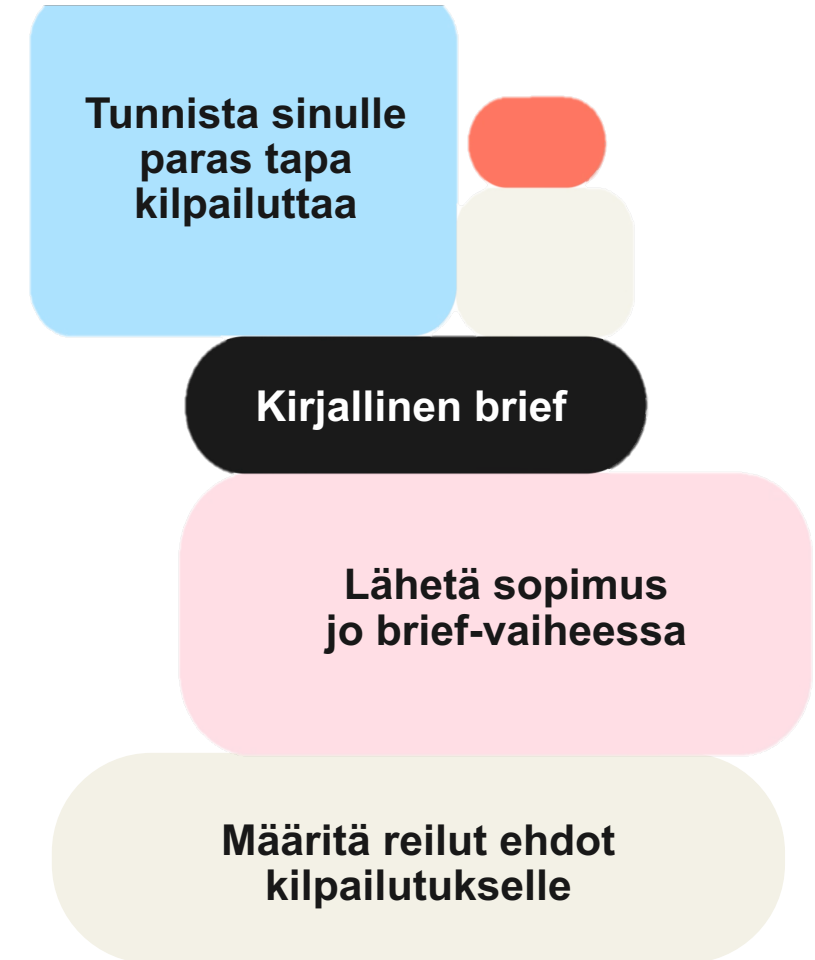 Tunnista sinulle
paras tapa
kilpailuttaa
Kirjallinen brief
Lähetä sopimus
jo brief-vaiheessa
Määritä reilut ehdot
kilpailutukselle